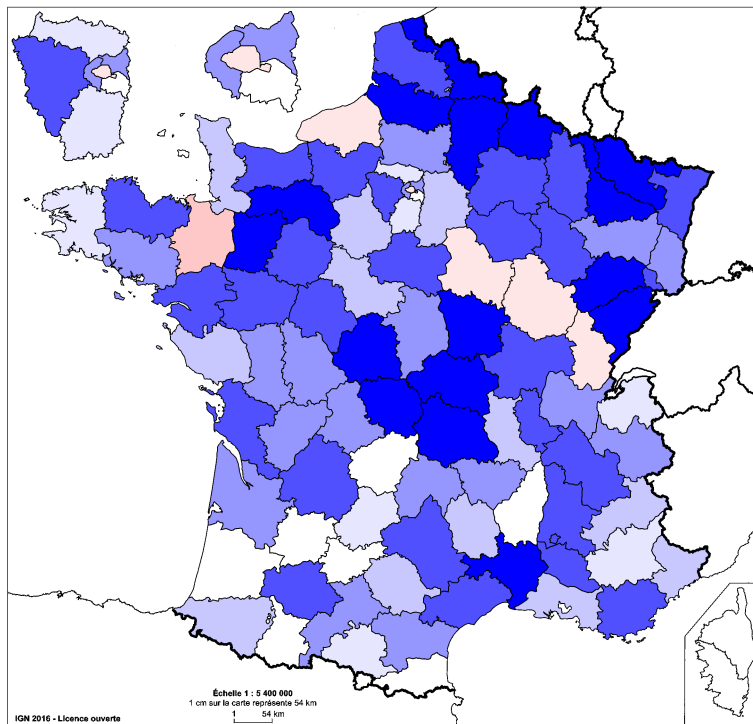 Échelle 1 : 5 400 000
1 cm sur la carte représente 54 km
1 54 km
IGN 2016 - Licence ouverte